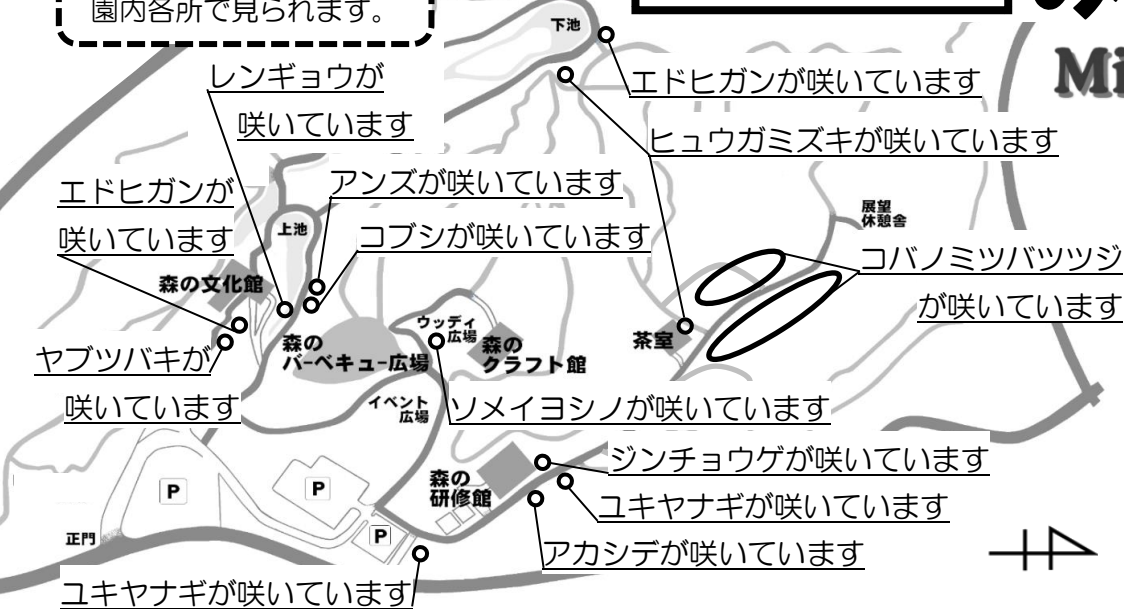 園内各所で見られます。
み
Mi
下池
エドヒガンが咲いています
レンギョウが
咲いています
ヒュウガミズキが咲いています
エドヒガンが
咲いています
アンズが咲いています
上池
コブシが咲いています
展望
休憩舎
コバノミツバツツジ
が咲いています
森の文化館
ウッディ
広場
森の
バーベキュー広場
森の
クラフト館
茶室
ヤブツバキが
咲いています
イベント
広場
ソメイヨシノが咲いています
ジンチョウゲが咲いています
森の
研修館
P
P
ユキヤナギが咲いています
正門
P
アカシデが咲いています
ユキヤナギが咲いています